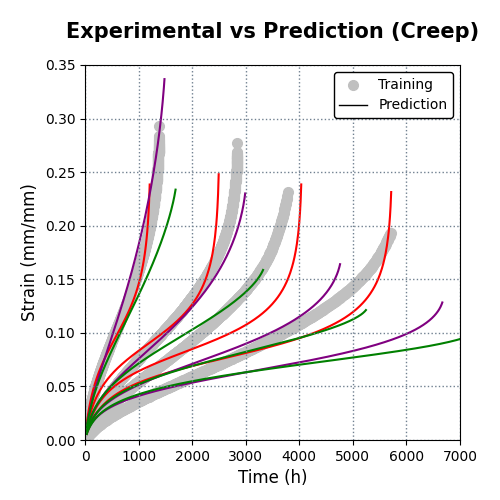 Experimental vs Prediction (Creep)
0.35
0.30
0.25
0.20
0.15
0.10
0.05
0.00
Strain (mm/mm)
Training
Prediction
0 1000 2000 3000 4000 5000 6000 7000
Time (h)